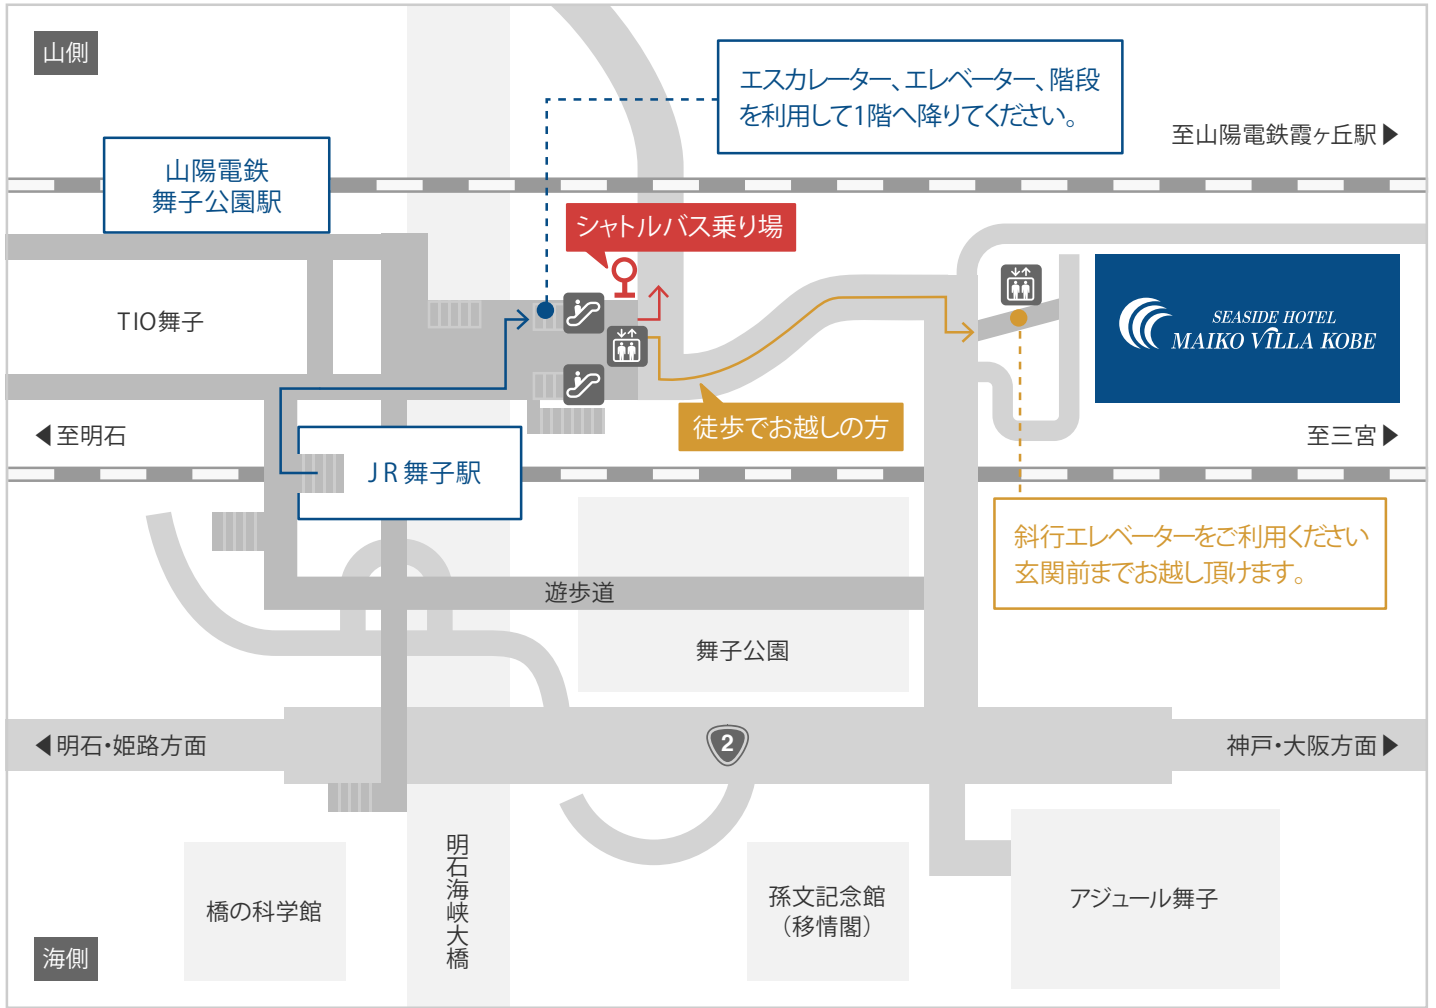 山側
エスカレーター、エレベーター、階段
を利用して1階へ降りてください。
至山陽電鉄霞ヶ丘駅▶
山陽電鉄
舞子公園駅
シャトルバス乗り場
TIO舞子
SEASIDE HOTEL
MAIKO VILLA KOBE
徒歩でお越しの方
◀至明石
至三宮▶
JR舞子駅
斜行エレベーターをご利用ください
玄関前までお越し頂けます。
遊歩道
舞子公園
◀明石・姫路方面
2
神戸・大阪方面▶
明石海峡大橋
橋の科学館
孫文記念館
（移情閣）
アジュール舞子
海側